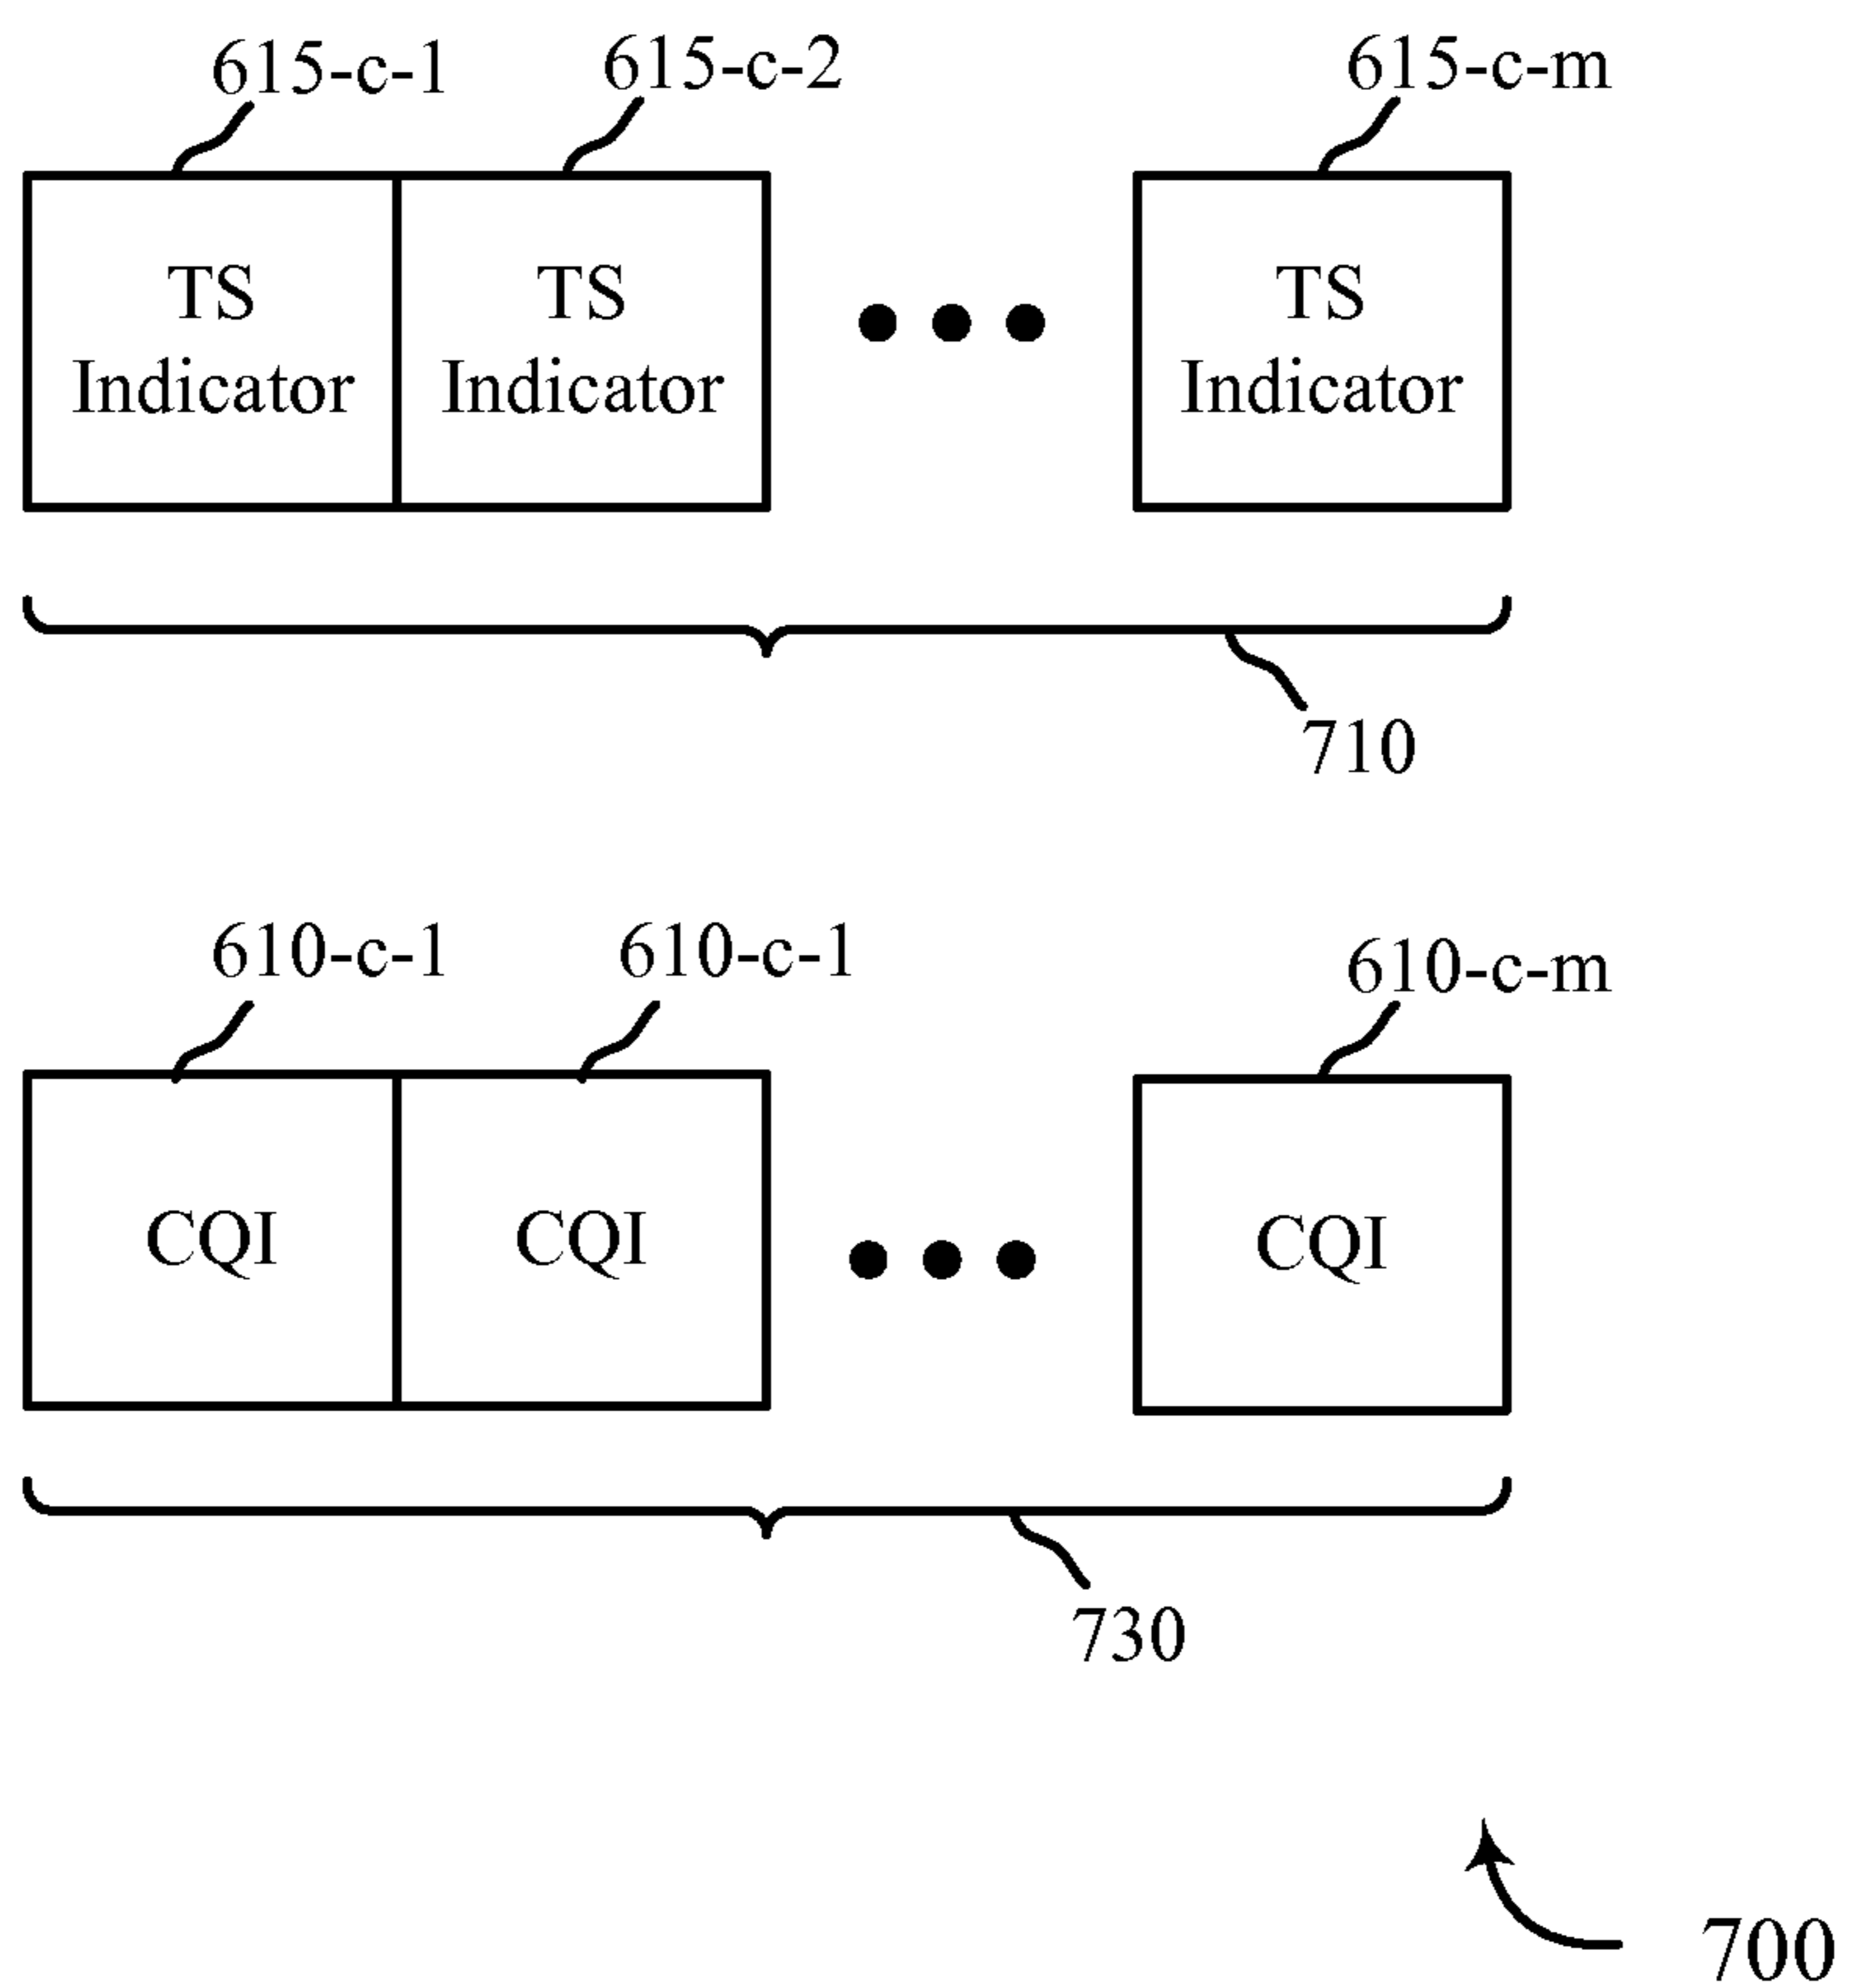 615-c-1
615-c-2
615-c-m
TS
Indicator
TS
Indicator
TS
Indicator
710
610-c-1
610-c-1
610-c-m
CQI
CQI
CQI
730
700